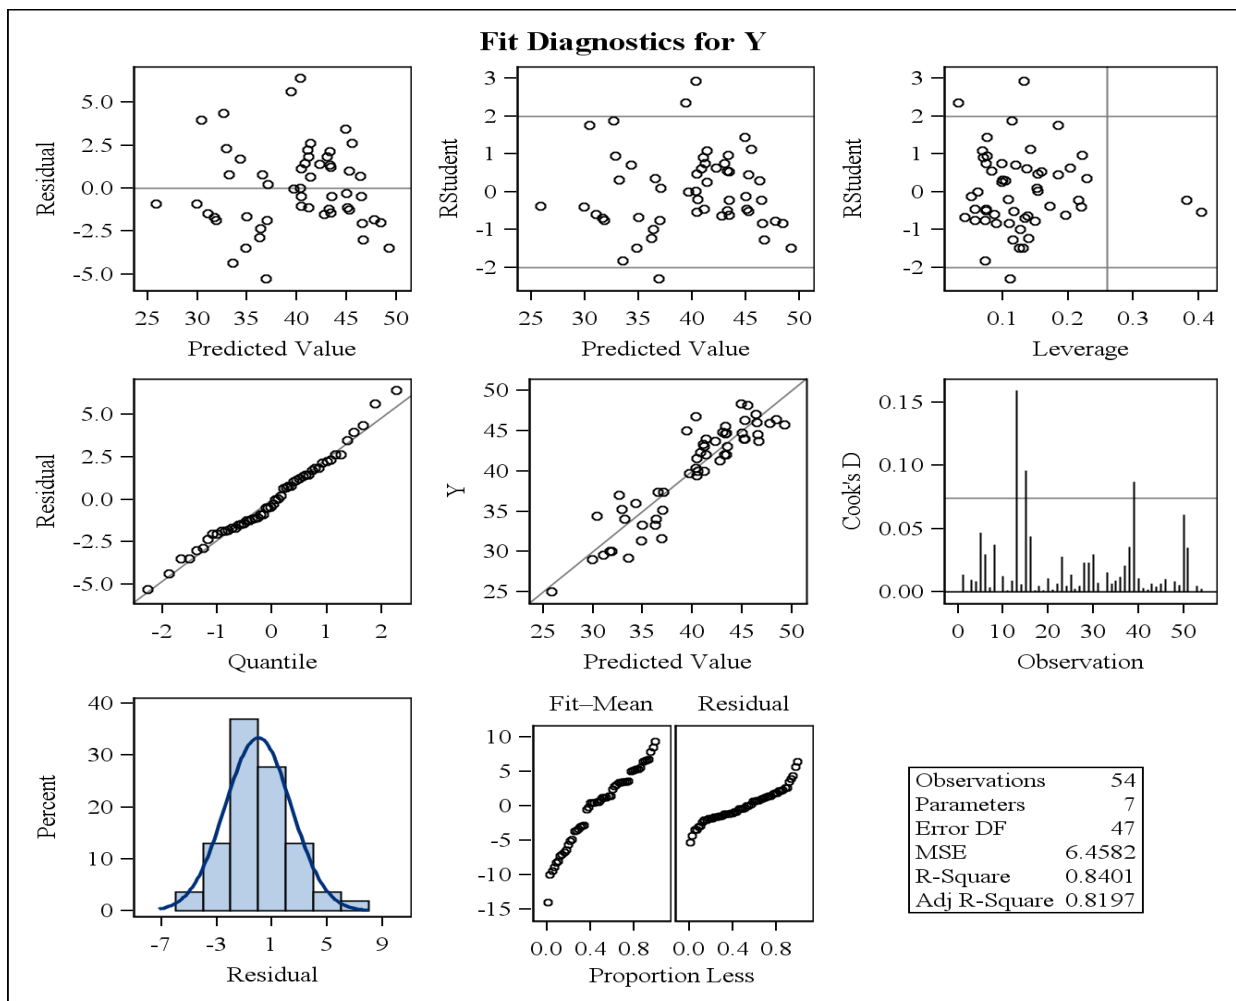 Fit Diagnostics for Y
Residual
5.0
2.5
0.0
-2.5
-5.0
25 30 35 40 45 50
Predicted Value
RStudent
3
2
1
0
-1
-2
25 30 35 40 45 50
Predicted Value
RStudent
3
2
1
0
-1
-2
0.1 0.2 0.3 0.4
Leverage
Residual
5.0
2.5
0.0
-2.5
-5.0
-2 -1 0 1 2
Quantile
Y
50
45
40
35
30
25
25 30 35 40 45 50
Predicted Value
Cook's D
0.15
0.10
0.05
0.00
0 10 20 30 40 50
Observation
Percent
40
30
20
10
0
-7 -3 1 5 9
Residual
Fit–Mean Residual
10
5
0
-5
-10
-15
0.0 0.4 0.8 0.0 0.4 0.8
Proportion Less
Observations 54
Parameters 7
Error DF 47
MSE 6.4582
R-Square 0.8401
Adj R-Square 0.8197